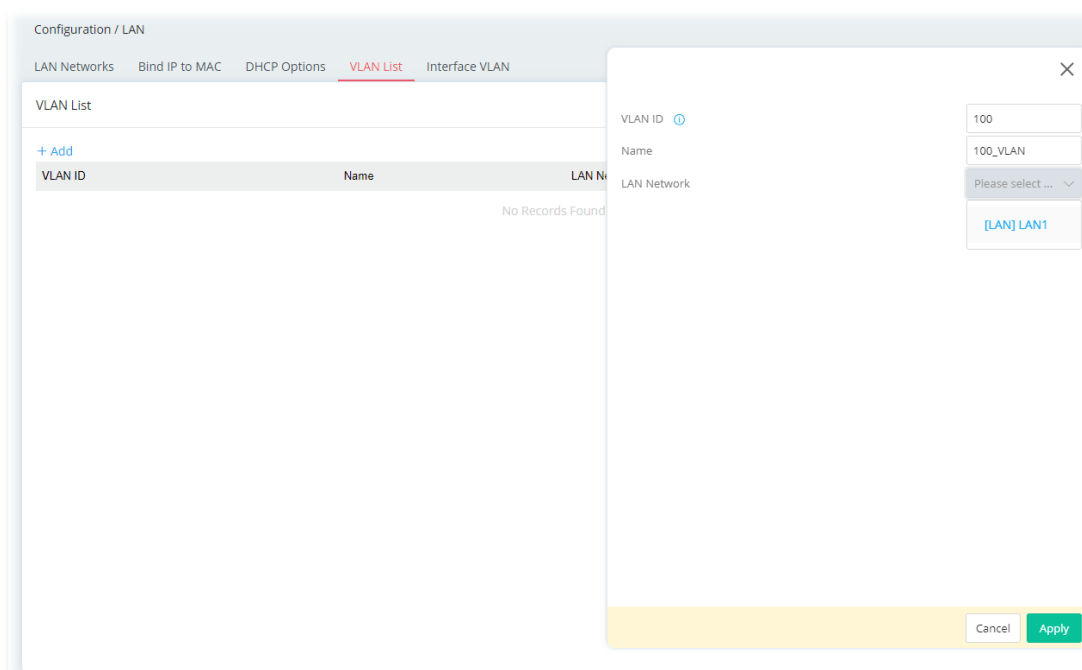 Configuration / LAN
LAN Networks Bind IP to MAC DHCP Options VLAN List Interface VLAN
VLAN List
+ Add
VLAN ID Name LAN Ne
No Records Found
VLAN ID 100
Name 100_VLAN
LAN Network Please select ...
[LAN] LAN1
Cancel Apply